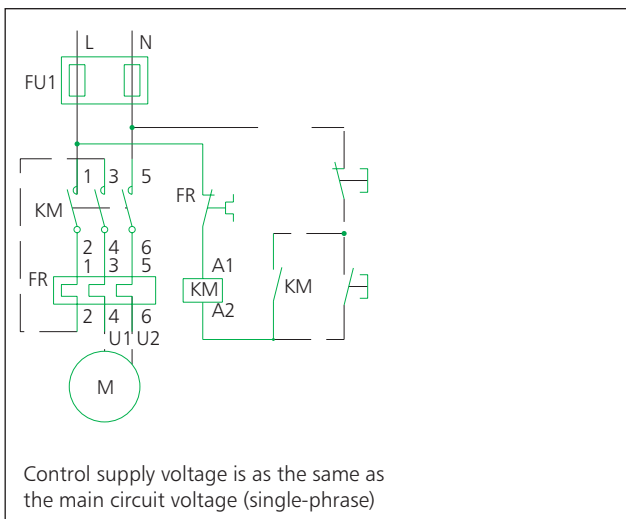 L N
FU1
1 3 5
FR
KM
2 4 6
1 3 5
A1
FR
KM
KM
A2
2 4 6
U1 U2
M
Control supply voltage is as the same as
the main circuit voltage (single-phrase)